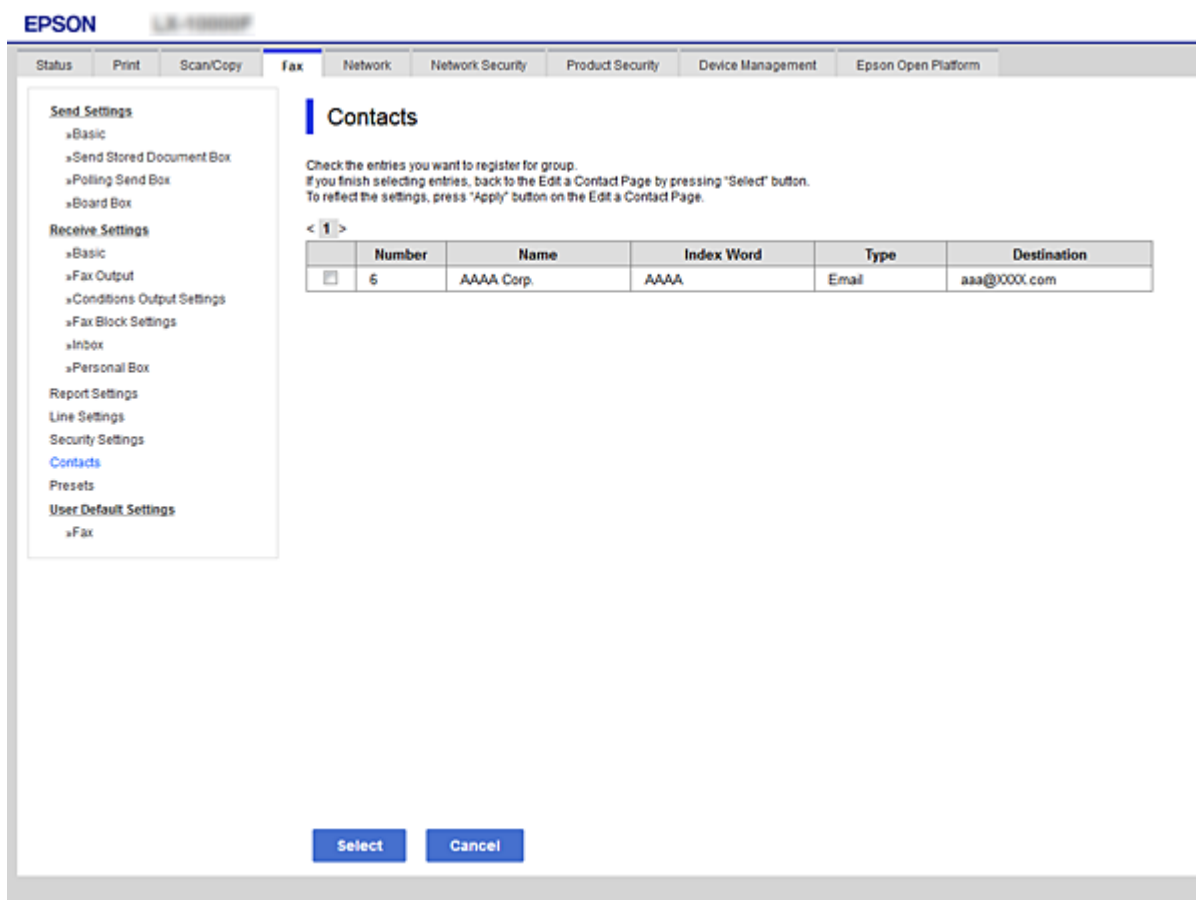 EPSON
Status Print Scan/Copy Fax Network Network Security Product Security Device Management Epson Open Platform
Send Settings
»Basic
»Send Stored Document Box
»Polling Send Box
»Board Box
Receive Settings
»Basic
»Fax Output
»Conditions Output Settings
»Fax Block Settings
»Inbox
»Personal Box
Report Settings
Line Settings
Security Settings
Contacts
Presets
User Default Settings
»Fax
Contacts
Check the entries you want to register for group.
If you finish selecting entries, back to the Edit a Contact Page by pressing "Select" button.
To reflect the settings, press "Apply" button on the Edit a Contact Page.
< 1 >
Number Name Index Word Type Destination
6 AAAA Corp. AAAA Email aaa@XXXX.com
Select Cancel